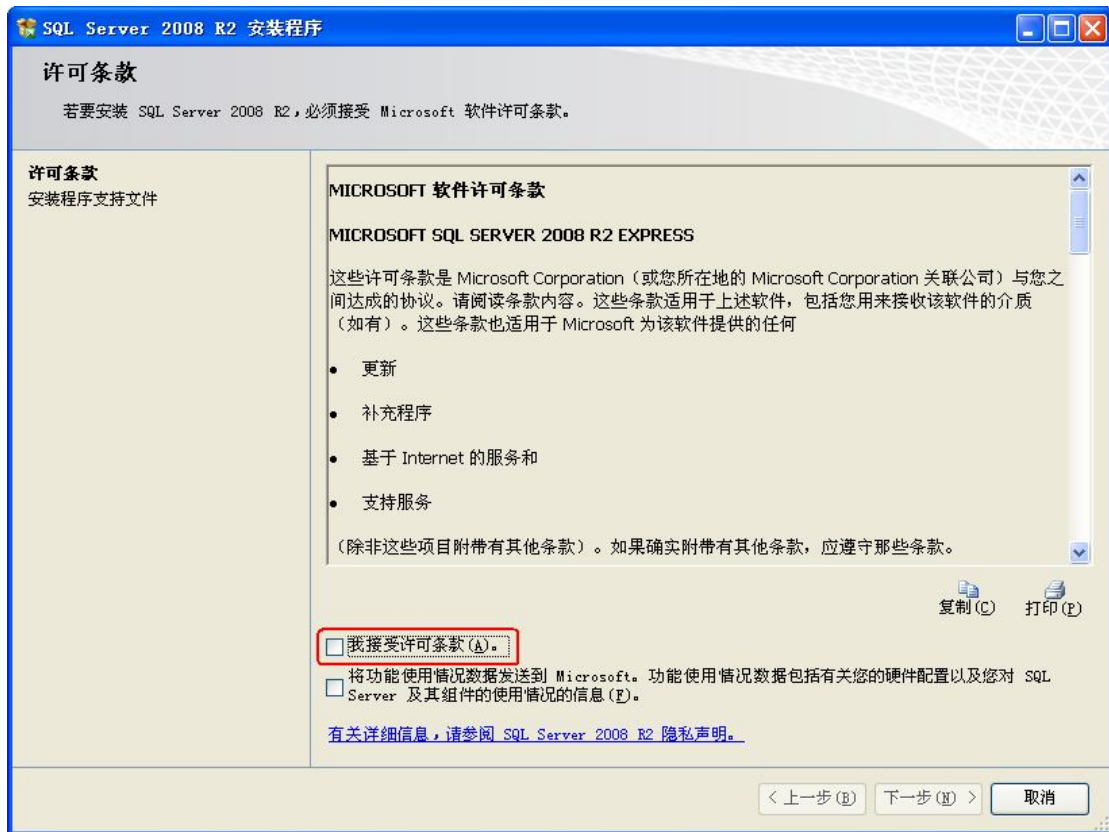 SQL Server 2008 R2 安装程序
许可条款
若要安装 SQL Server 2008 R2，必须接受 Microsoft 软件许可条款。
许可条款
安装程序支持文件
MICROSOFT 软件许可条款
MICROSOFT SQL SERVER 2008 R2 EXPRESS
这些许可条款是 Microsoft Corporation（或您所在地的 Microsoft Corporation 关联公司）与您之
间达成的协议。请阅读条款内容。这些条款适用于上述软件，包括您用来接收该软件的介质
（如有）。这些条款也适用于 Microsoft 为该软件提供的任何
• 更新
• 补充程序
• 基于 Internet 的服务和
• 支持服务
（除非这些项目附带有其他条款）。如果确实附带有其他条款，应遵守那些条款。
复制(C) 打印(P)
我接受许可条款(A)。
将功能使用情况数据发送到 Microsoft。功能使用情况数据包括有关您的硬件配置以及您对 SQL
Server 及其组件的使用情况的信息(F)。
有关详细信息，请参阅 SQL Server 2008 R2 隐私声明。
< 上一步(B) 下一步(N) > 取消